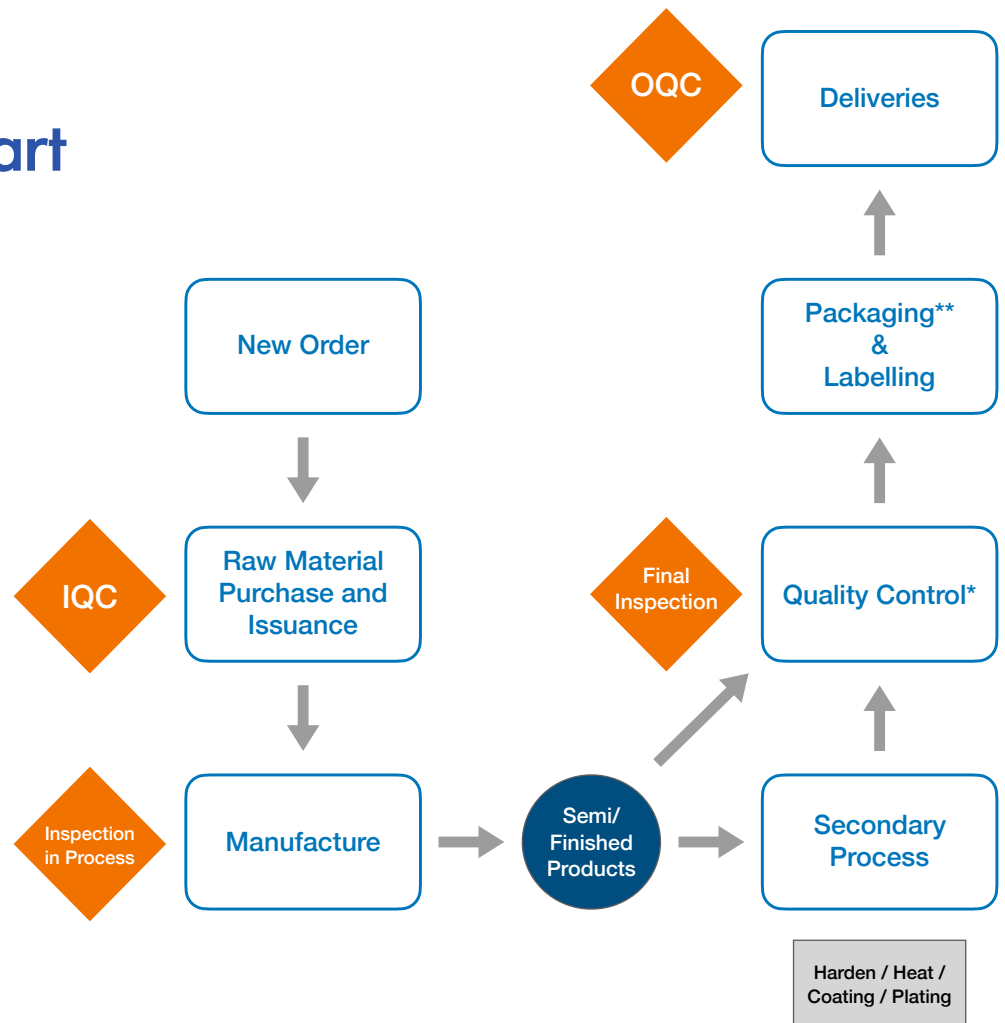 art
New Order
IQC
Raw Material
Purchase and
Issuance
Inspection
in Process
Manufacture
Semi/
Finished
Products
Secondary
Process
Harden / Heat /
Coating / Plating
Final
Inspection
Quality Control*
Packaging**
&
Labelling
OQC
Deliveries